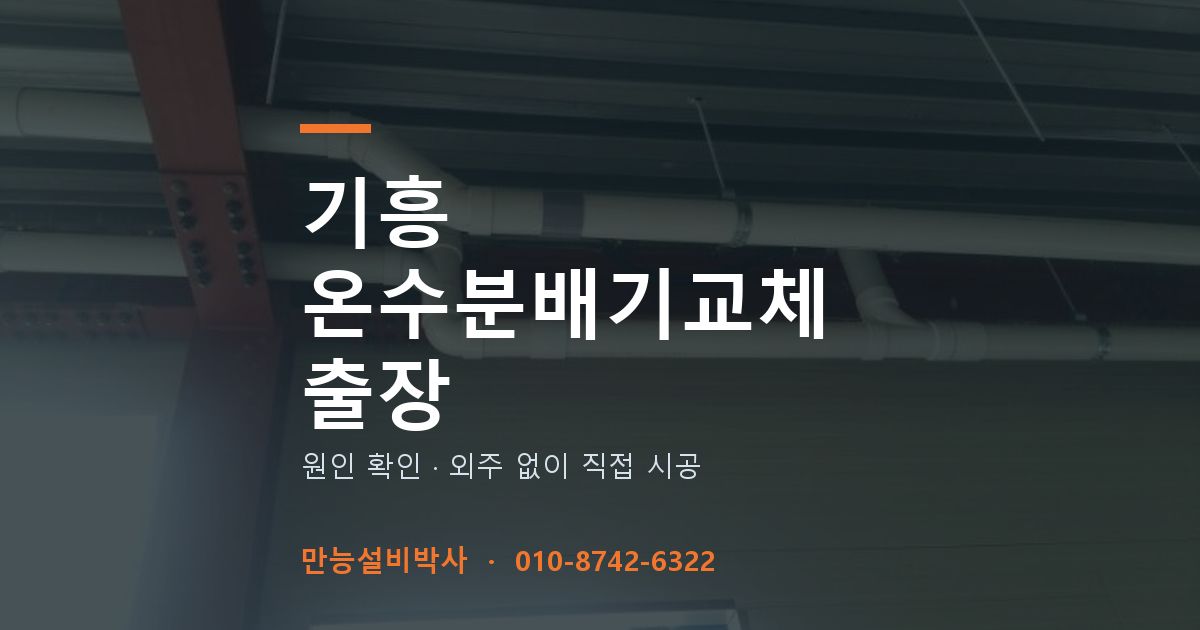 기흥
온수분배기교체
출장
원인 확인 · 외주 없이 직접 시공
만능설비박사 · 010-8742-6322